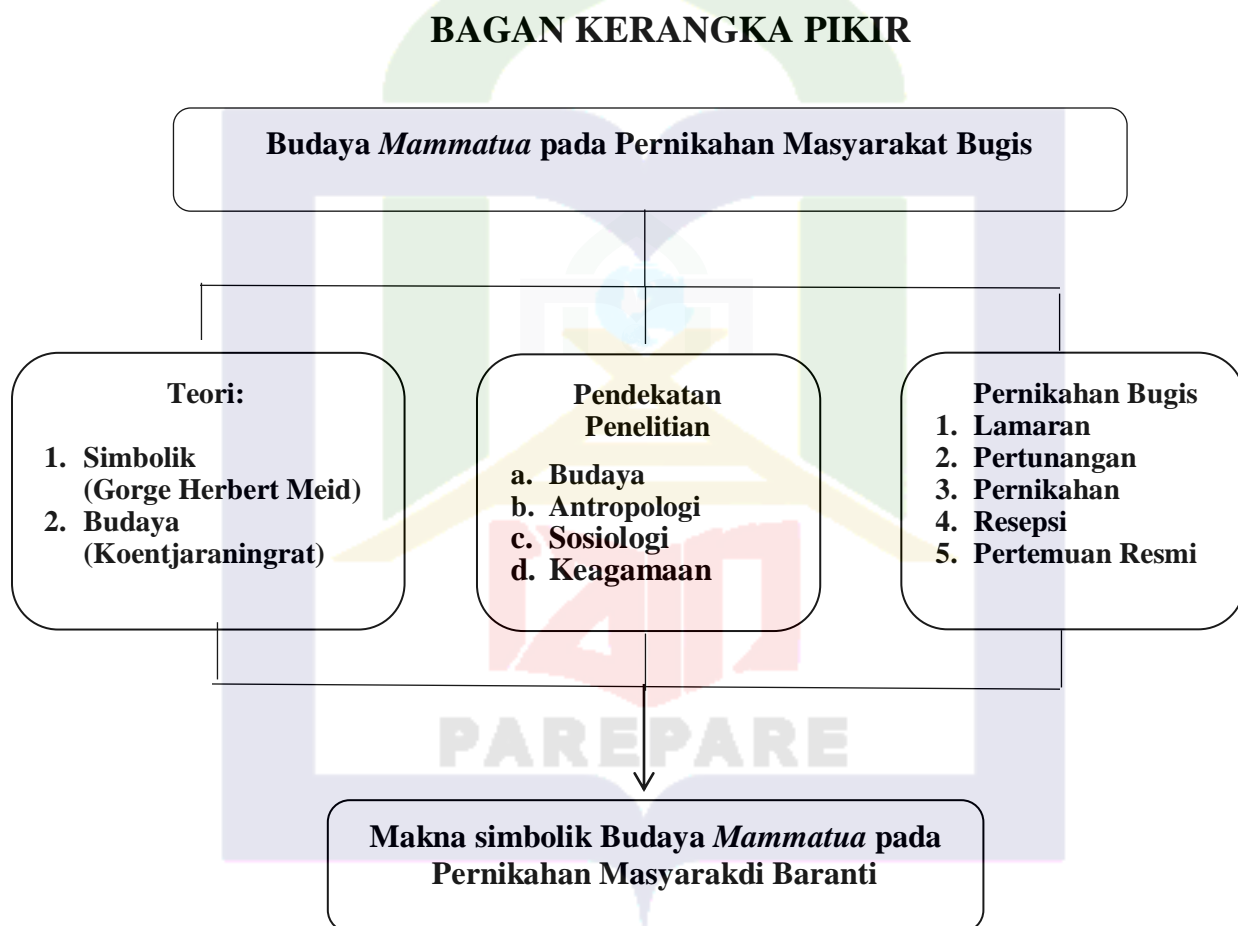 BAGAN KERANGKA PIKIR
Budaya Mammatua pada Pernikahan Masyarakat Bugis
Teori:
1. Simbolik
(Gorge Herbert Meid)
2. Budaya
(Koentjaraningrat)
Pendekatan
Penelitian
a. Budaya
b. Antropologi
c. Sosiologi
d. Keagamaan
Pernikahan Bugis
1. Lamaran
2. Pertunangan
3. Pernikahan
4. Resepsi
5. Pertemuan Resmi
PAREPARE
Makna simbolik Budaya Mammatua pada
Pernikahan Masyarakdi Baranti